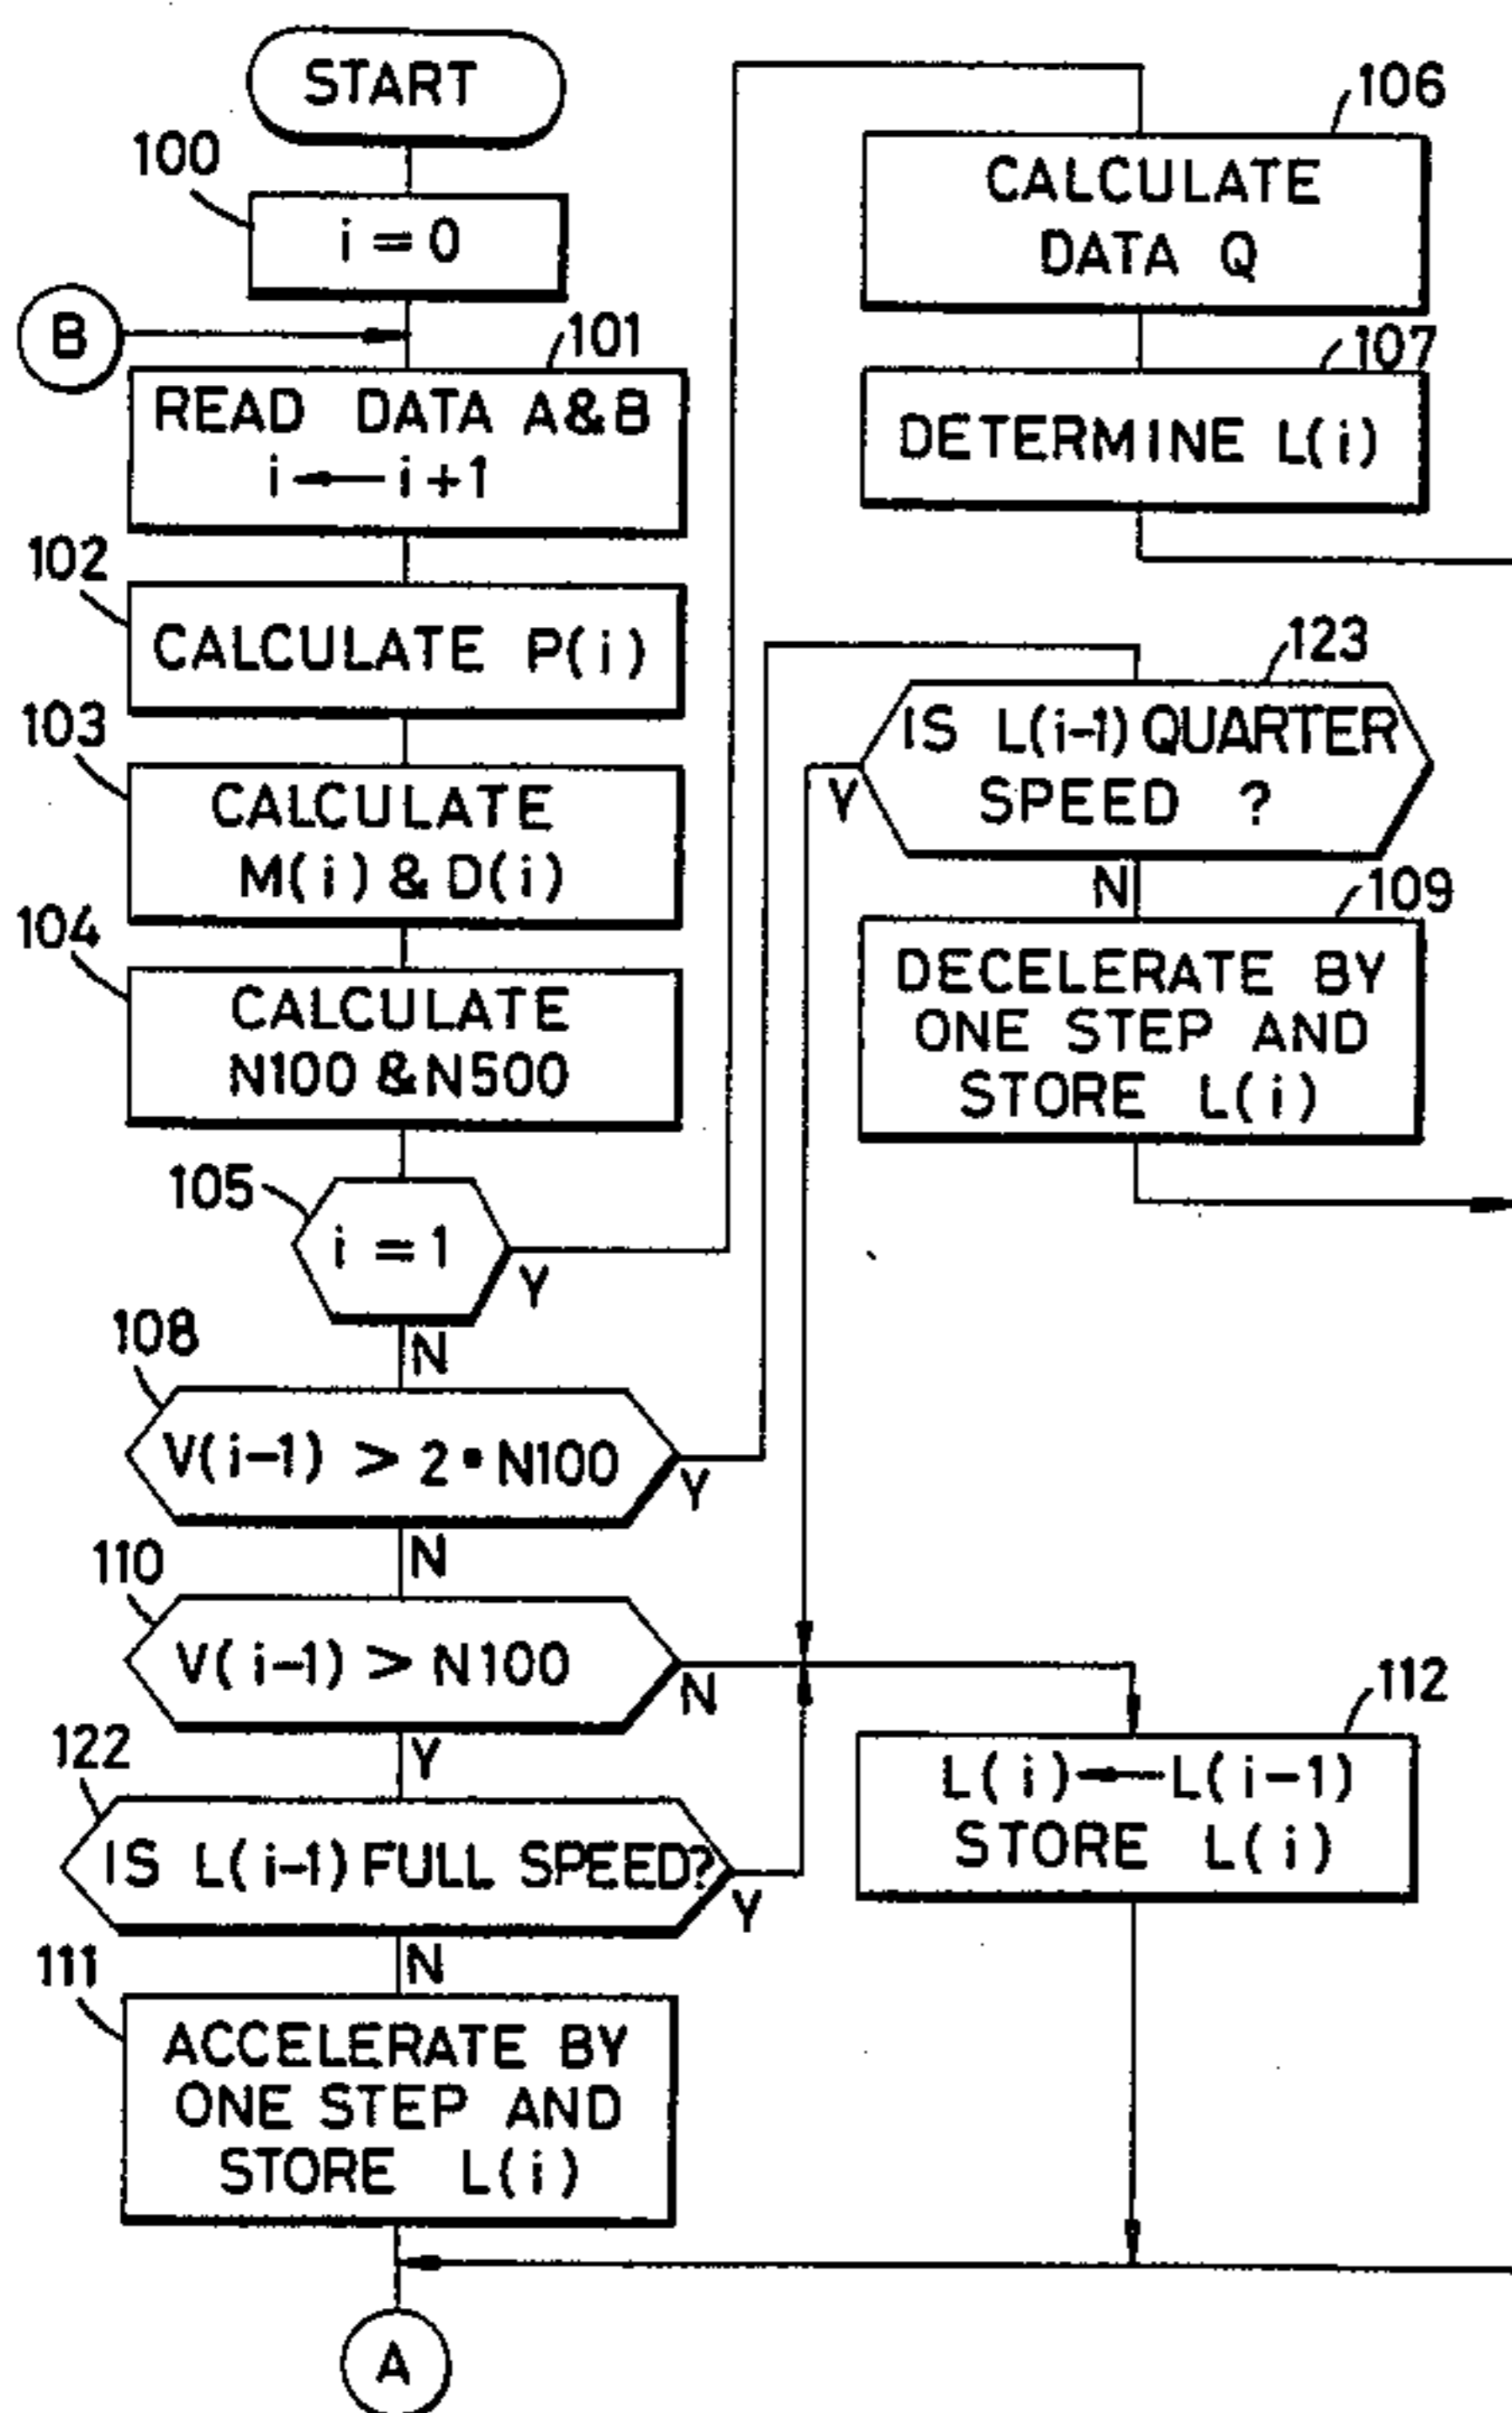 START
100
i = 0
B
101
READ DATA A&B
i ← i+1
102
CALCULATE P(i)
103
CALCULATE
M(i) & D(i)
104
CALCULATE
N100 & N500
105
i = 1
Y
N
108
V(i-1) > 2•N100
Y
N
110
V(i-1) > N100
N
Y
122
IS L(i-1) FULL SPEED?
Y
N
111
ACCELERATE BY
ONE STEP AND
STORE L(i)
A
106
CALCULATE
DATA Q
107
DETERMINE L(i)
123
IS L(i-1) QUARTER
SPEED ?
Y
N
109
DECELERATE BY
ONE STEP AND
STORE L(i)
112
L(i) ← L(i-1)
STORE L(i)